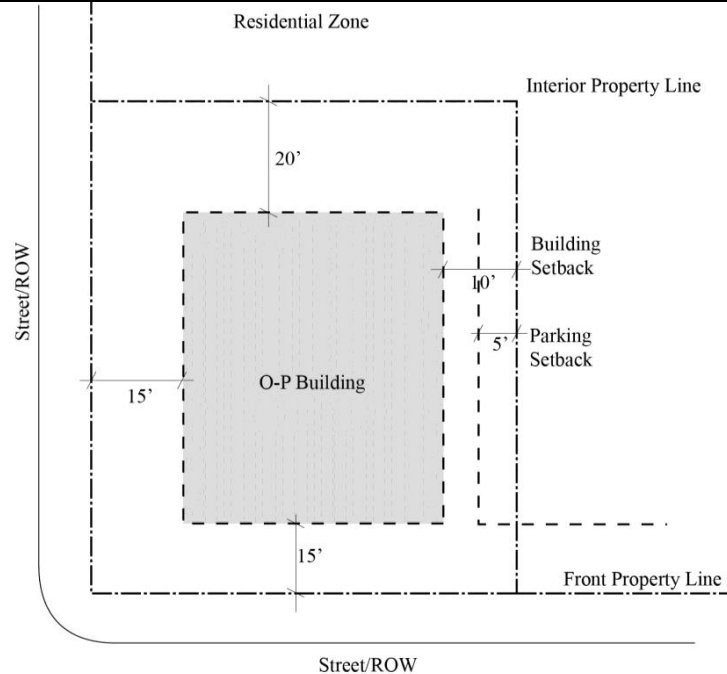 Residential Zone
Interior Property Line
20’
Building
Setback
10’
Street/ROW
Parking
Setback
5’
O-P Building
15’
15’
Front Property Line
Street/ROW